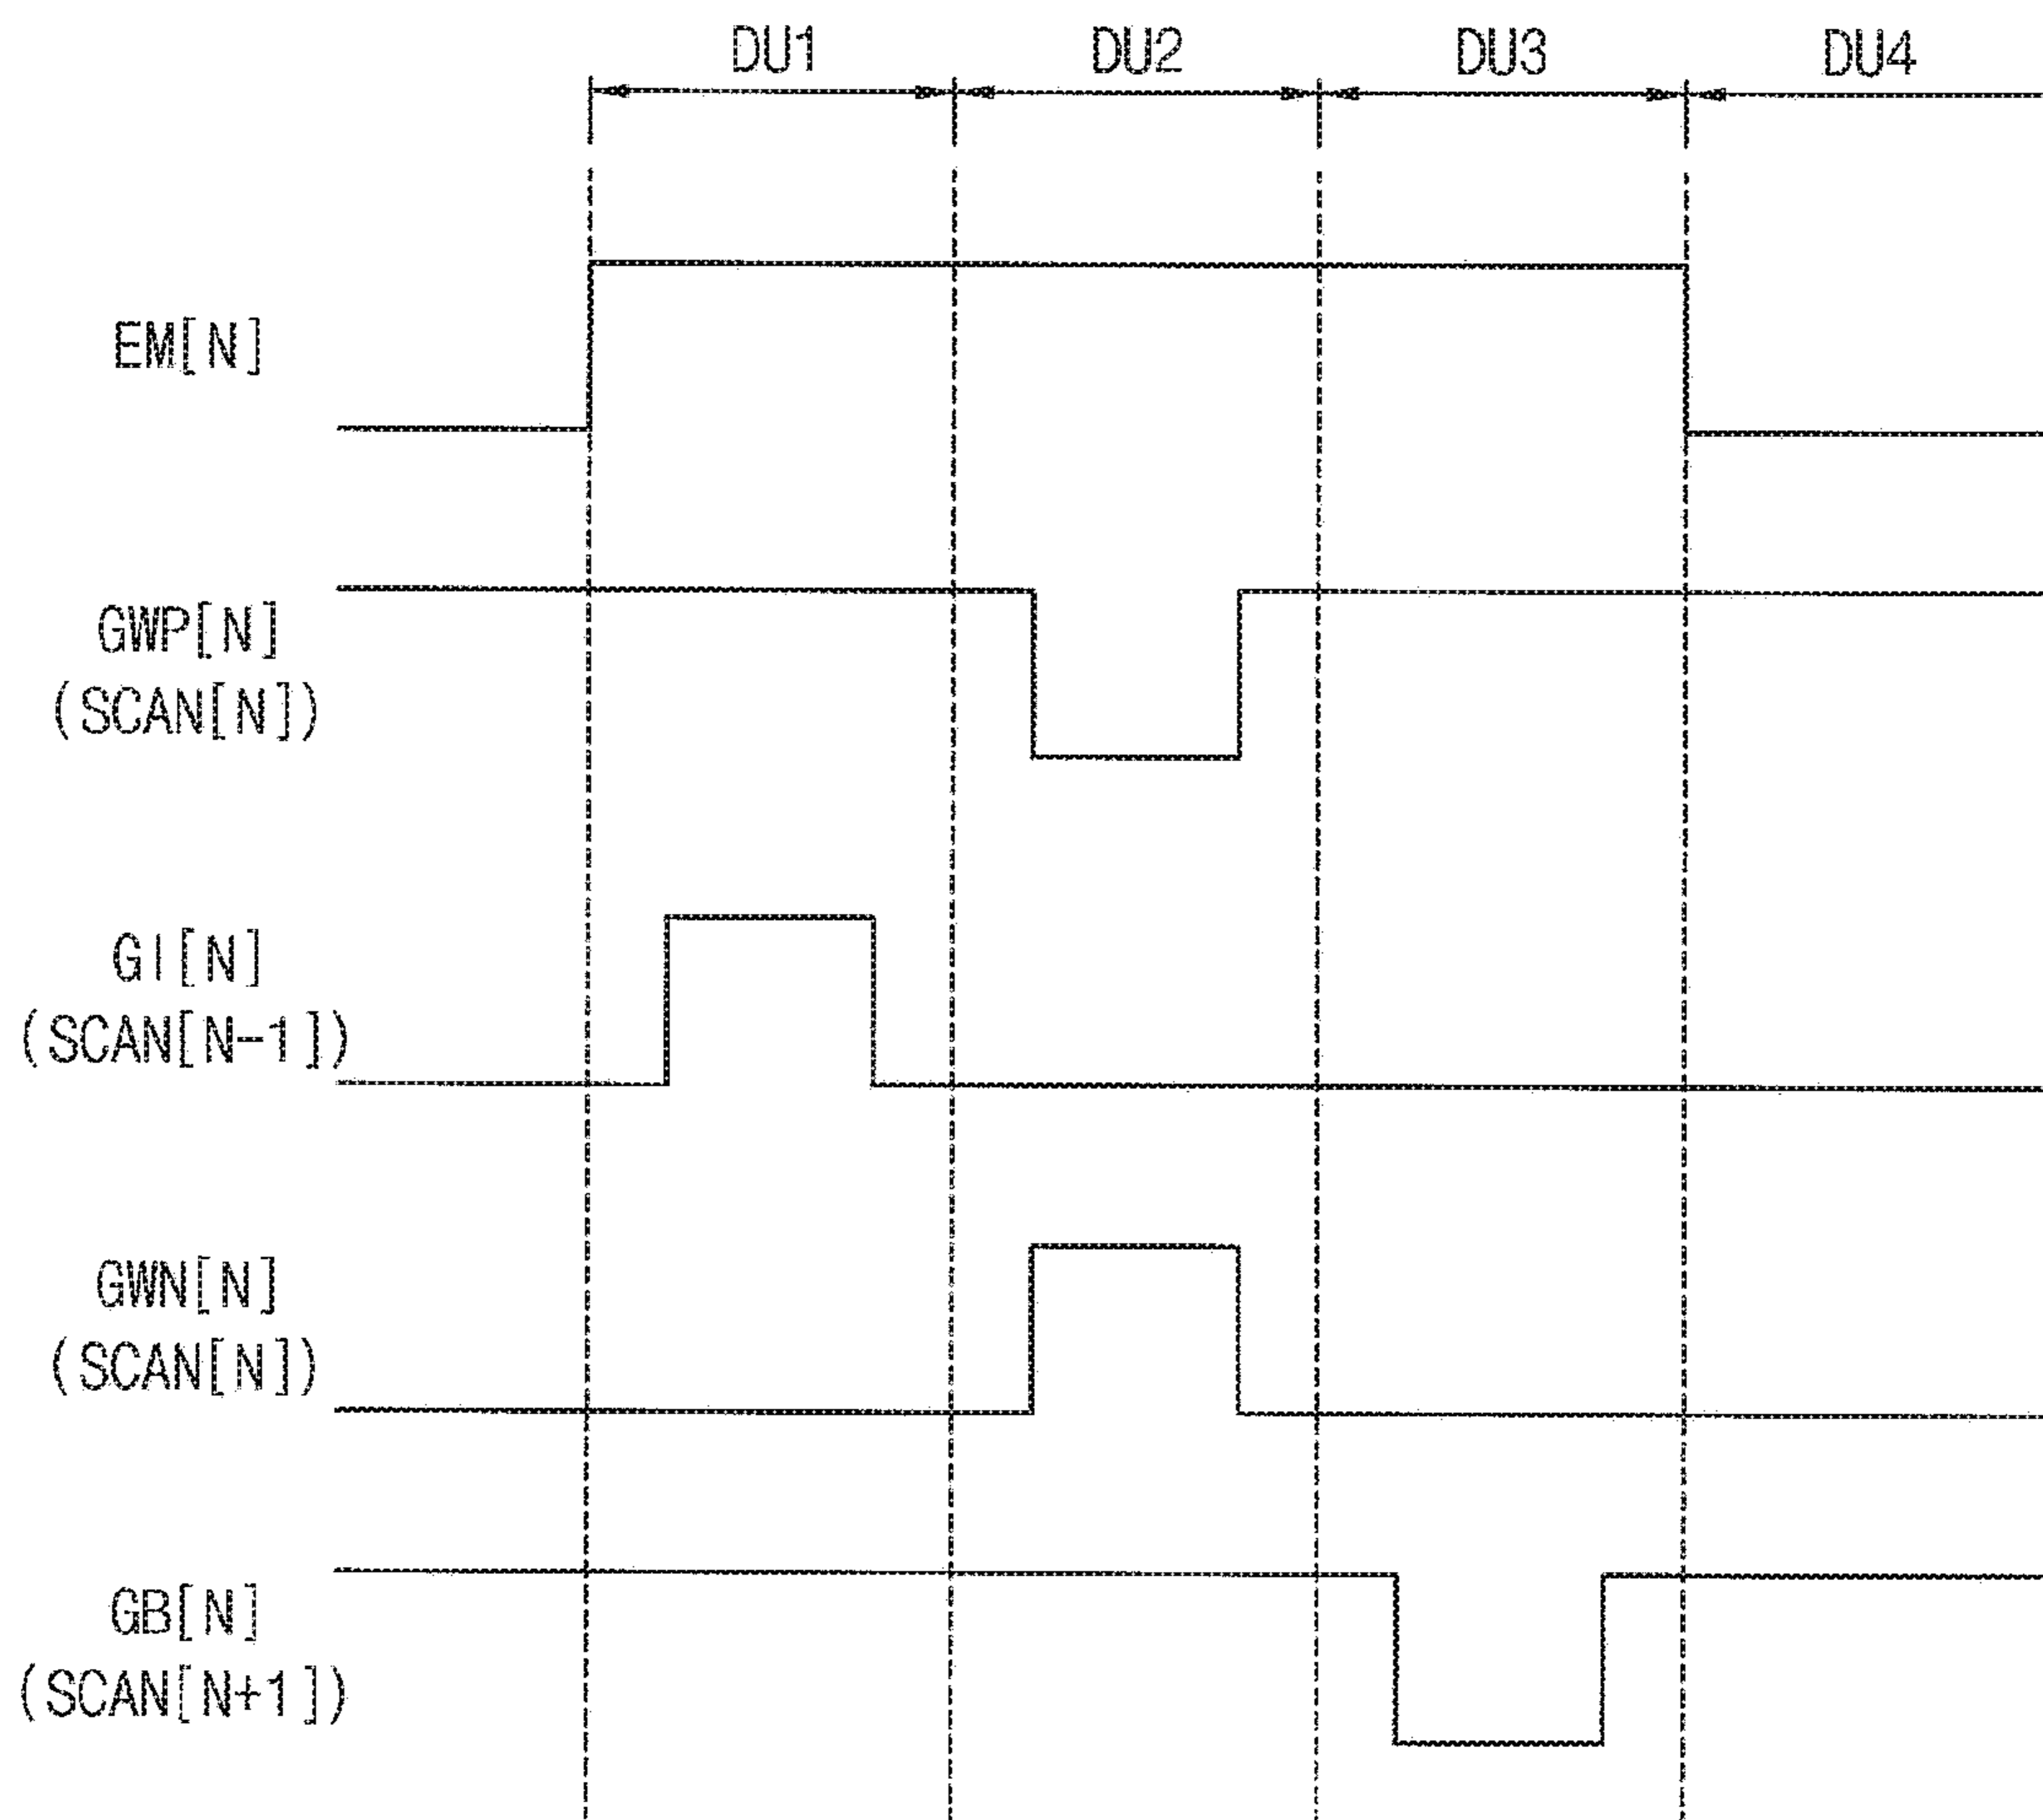 DU1 DU2 DU3 DU4
EM[N]
GWP[N]
(SCAN[N])
GI[N]
(SCAN[N-1])
GWN[N]
(SCAN[N])
GB[N]
(SCAN[N+1])